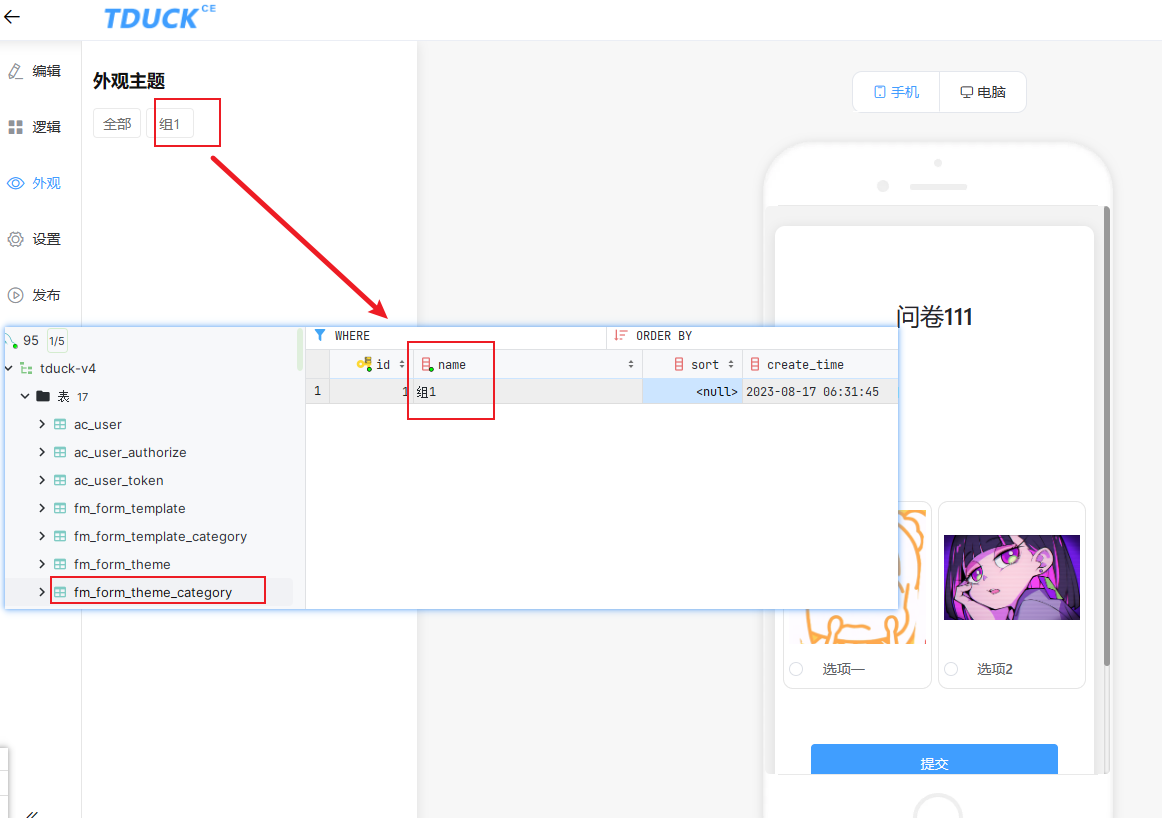 TDUCK CE
编辑
逻辑
外观
设置
发布
外观主题
全部
组1
手机
电脑
问卷111
选项一
选项2
提交
95 1/5
tduck-v4
表 17
ac_user
ac_user_authorize
ac_user_token
fm_form_template
fm_form_template_category
fm_form_theme
fm_form_theme_category
WHERE ORDER BY
id name sort create_time
1 1 组1 <null> 2023-08-17 06:31:45